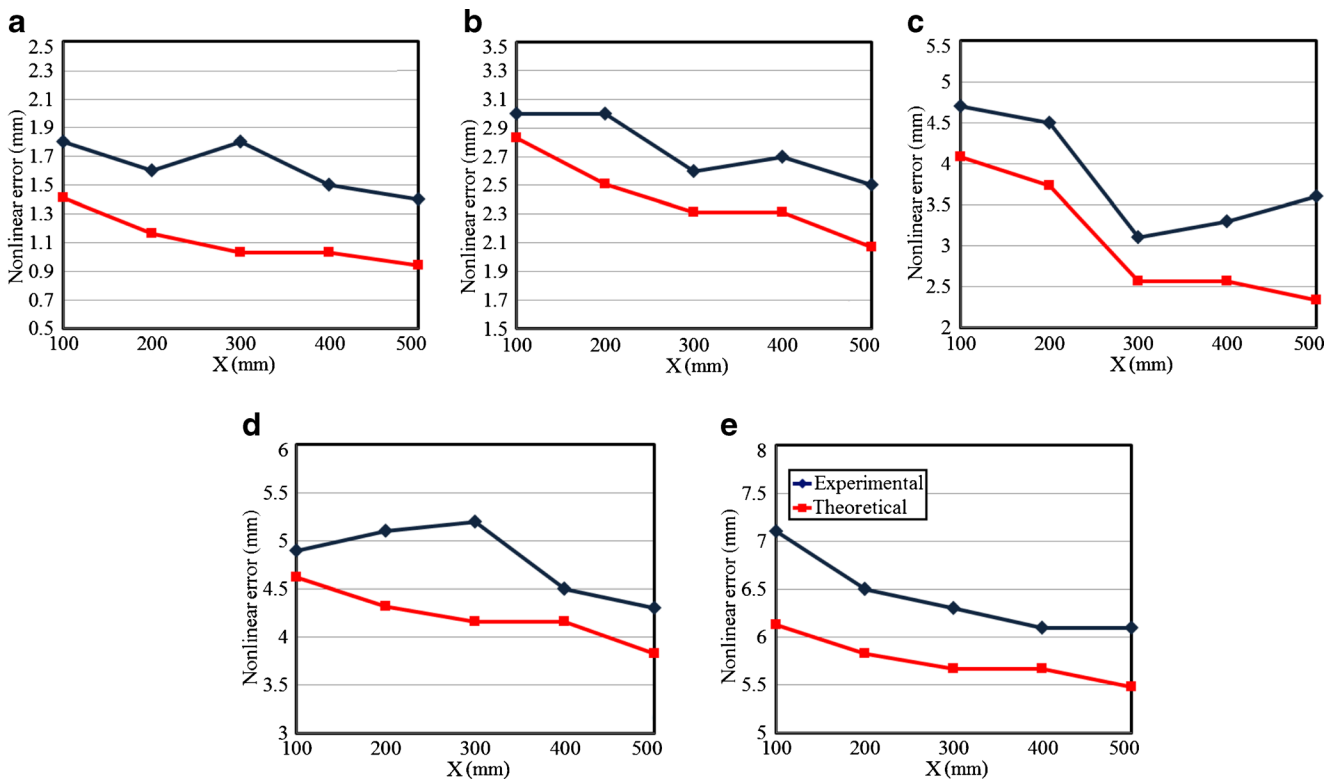 a
Nonlinear error (mm)
2.5
2.3
2.1
1.9
1.7
1.5
1.3
1.1
0.9
0.7
0.5
100 200 300 400 500
X (mm)
b
Nonlinear error (mm)
3.5
3.3
3.1
2.9
2.7
2.5
2.3
2.1
1.9
1.7
1.5
100 200 300 400 500
X (mm)
c
Nonlinear error (mm)
5.5
5
4.5
4
3.5
3
2.5
2
100 200 300 400 500
X (mm)
d
Nonlinear error (mm)
6
5.5
5
4.5
4
3.5
3
100 200 300 400 500
X (mm)
e
Nonlinear error (mm)
8
7.5
7
6.5
6
5.5
5
Experimental
Theoretical
100 200 300 400 500
X (mm)